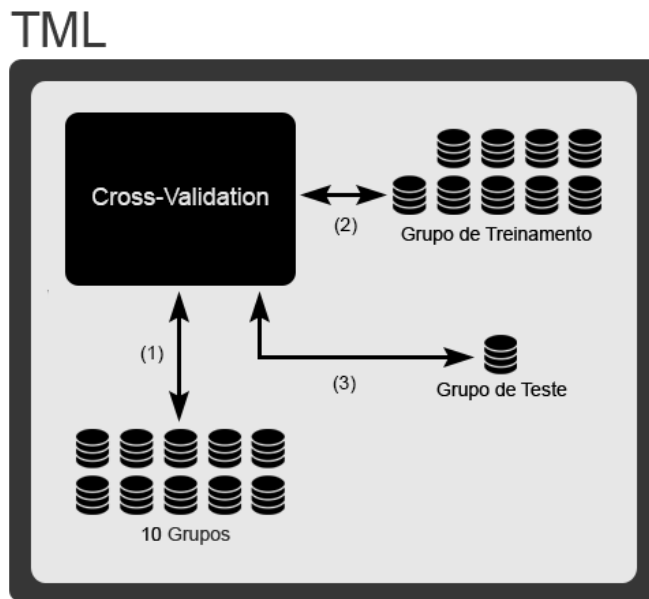 TML
Cross-Validation
(2)
Grupo de Treinamento
(1)
(3)
Grupo de Teste
10 Grupos